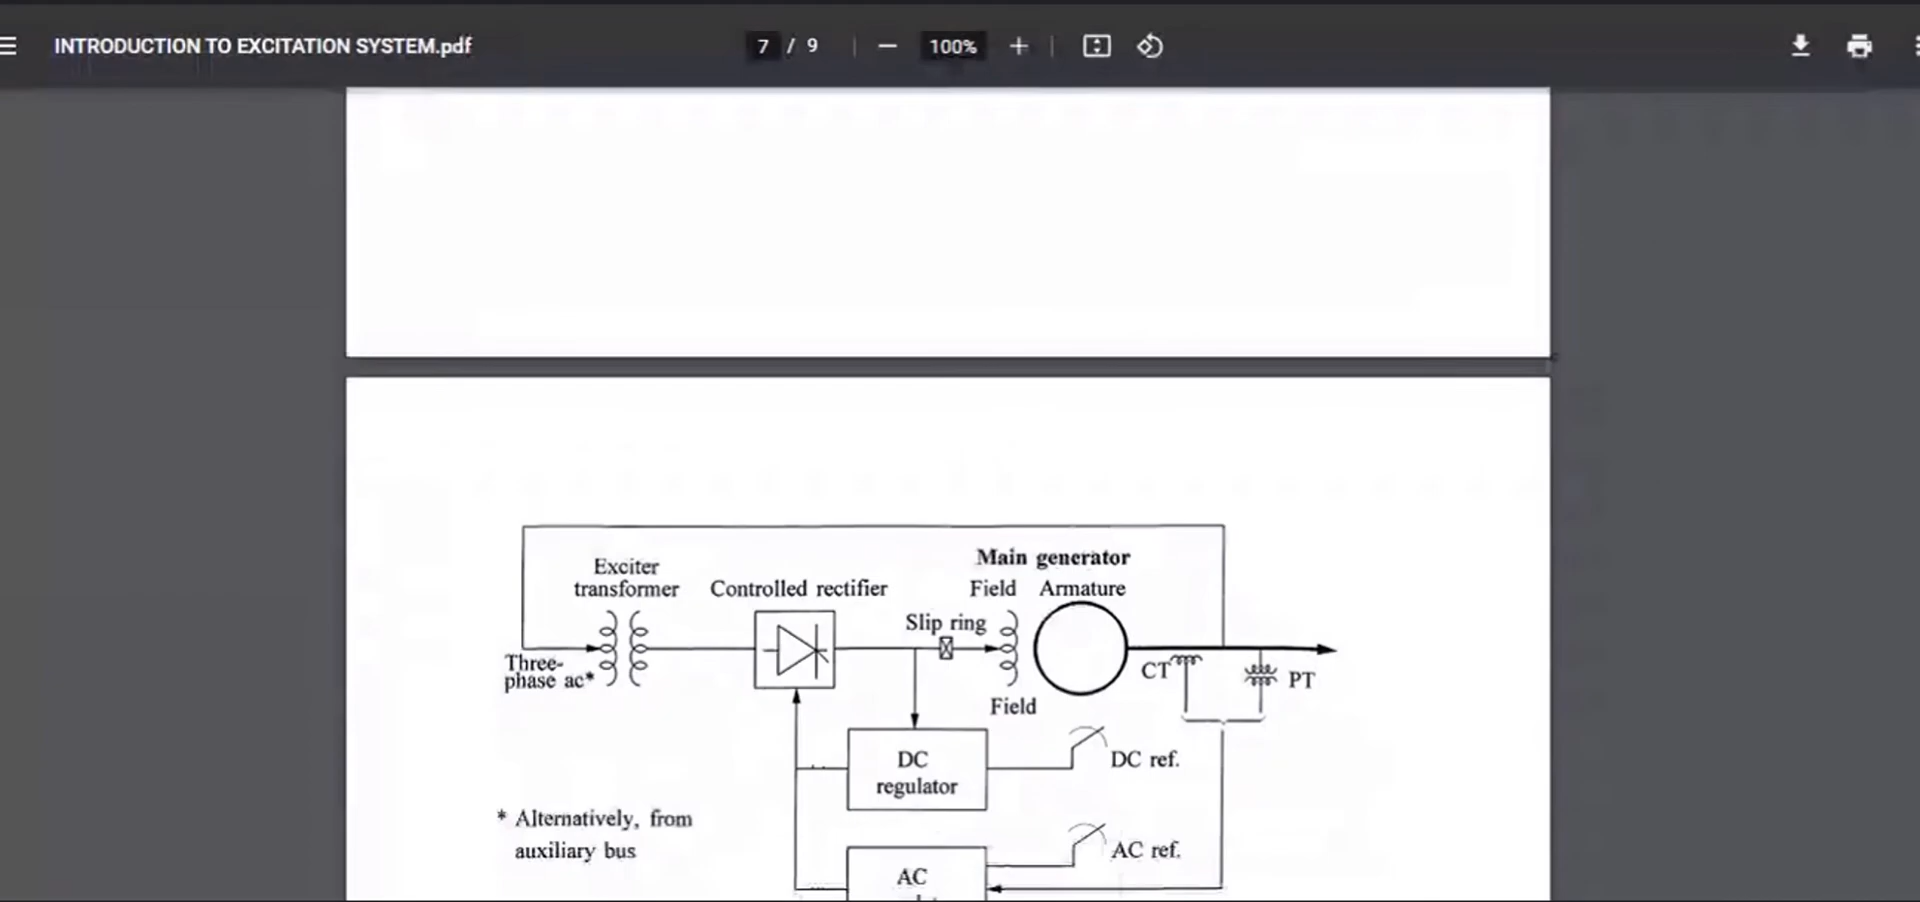 INTRODUCTION TO EXCITATION SYSTEM.pdf
7 / 9
100%
Main generator
Exciter
transformer
Controlled rectifier
Field
Armature
Slip ring
Three-
phase ac*
CT
PT
Field
DC
regulator
DC ref.
* Alternatively, from
auxiliary bus
AC ref.
AC